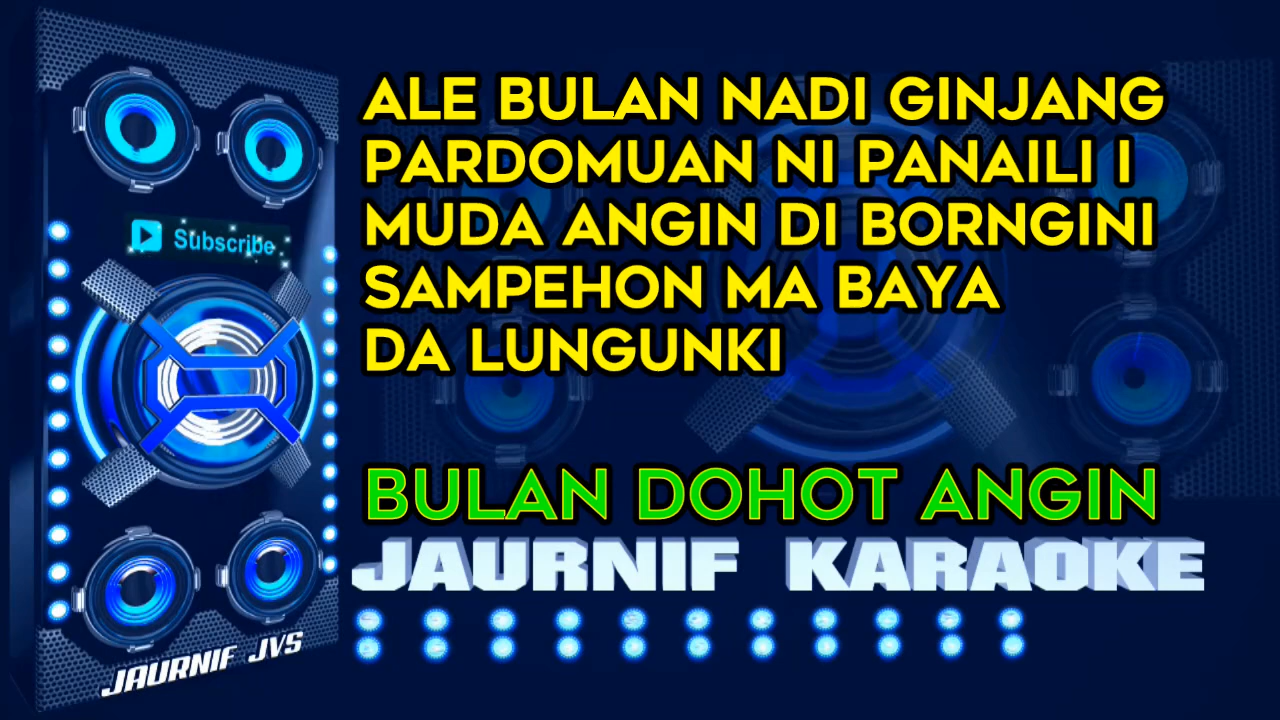 ALE BULAN NADI GINJANG
PARDOMUAN NI PANAILI I
MUDA ANGIN DI BORNGINI
SAMPEHON MA BAYA
DA LUNGUNKI
Subscribe
BULAN DOHOT ANGIN
JAURNIF KARAOKE
JAURNIF JVS